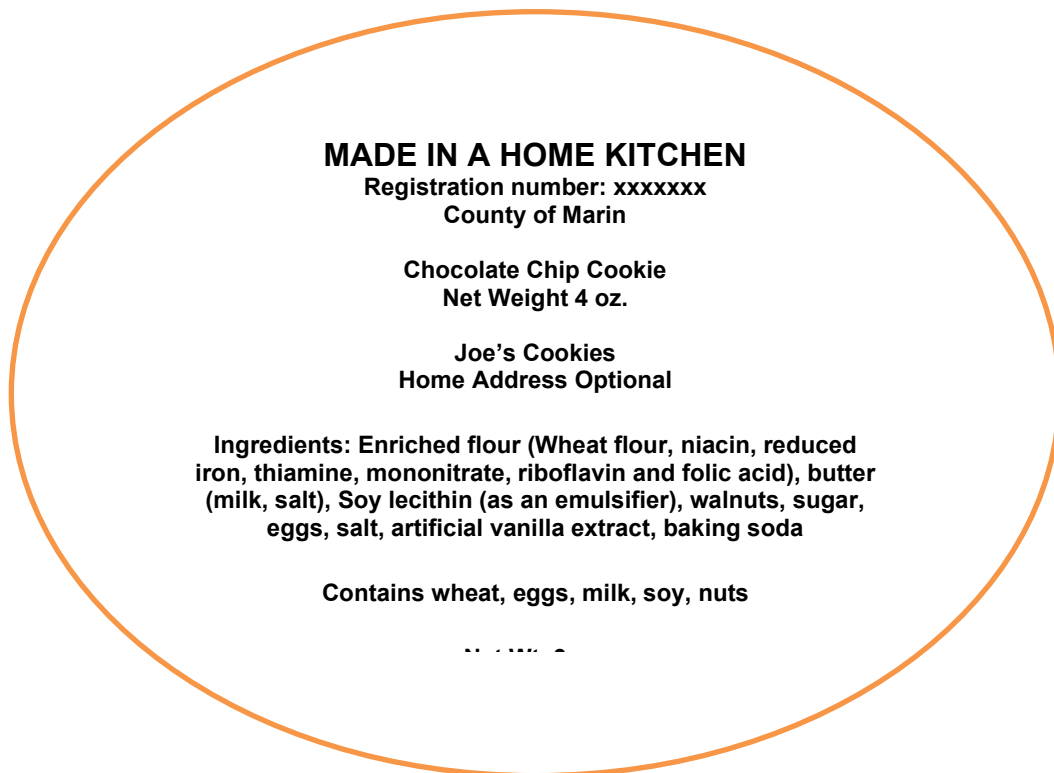 MADE IN A HOME KITCHEN
Registration number: xxxxxxx
County of Marin
Chocolate Chip Cookie
Net Weight 4 oz.
Joe’s Cookies
Home Address Optional
Ingredients: Enriched flour (Wheat flour, niacin, reduced
iron, thiamine, mononitrate, riboflavin and folic acid), butter
(milk, salt), Soy lecithin (as an emulsifier), walnuts, sugar,
eggs, salt, artificial vanilla extract, baking soda
Contains wheat, eggs, milk, soy, nuts